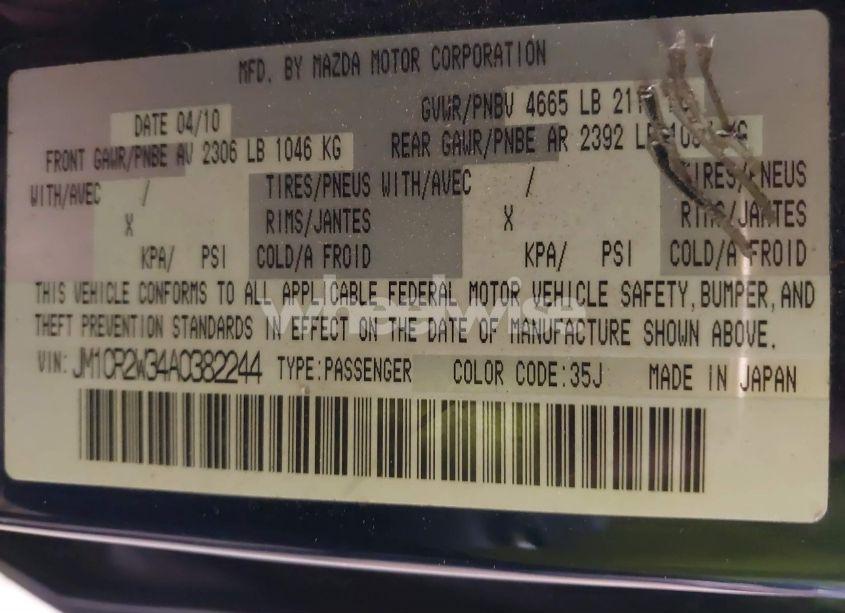 MFD. BY MAZDA MOTOR CORPORATION
DATE 04/10
GVWR/PNBV 4665 LB
FRONT GAWR/PNBE AV 2306 LB 1046 KG
REAR GAWR/PNBE AR 2392 KG
WITH/AVEC / TIRES/PNEUS WITH/AVEC / TIRES/PNEUS
X RIMS/JANTES X RIMS/JANTES
KPA/ PSI COLD/A FROID KPA/ PSI COLD/A FROID
THIS VEHICLE CONFORMS TO ALL APPLICABLE FEDERAL MOTOR VEHICLE SAFETY, BUMPER, AND
THEFT PREVENTION STANDARDS IN EFFECT ON THE DATE OF MANUFACTURE SHOWN ABOVE.
wheelwise
VIN: JM1CR2W34A0382244 TYPE:PASSENGER COLOR CODE:35J MADE IN JAPAN